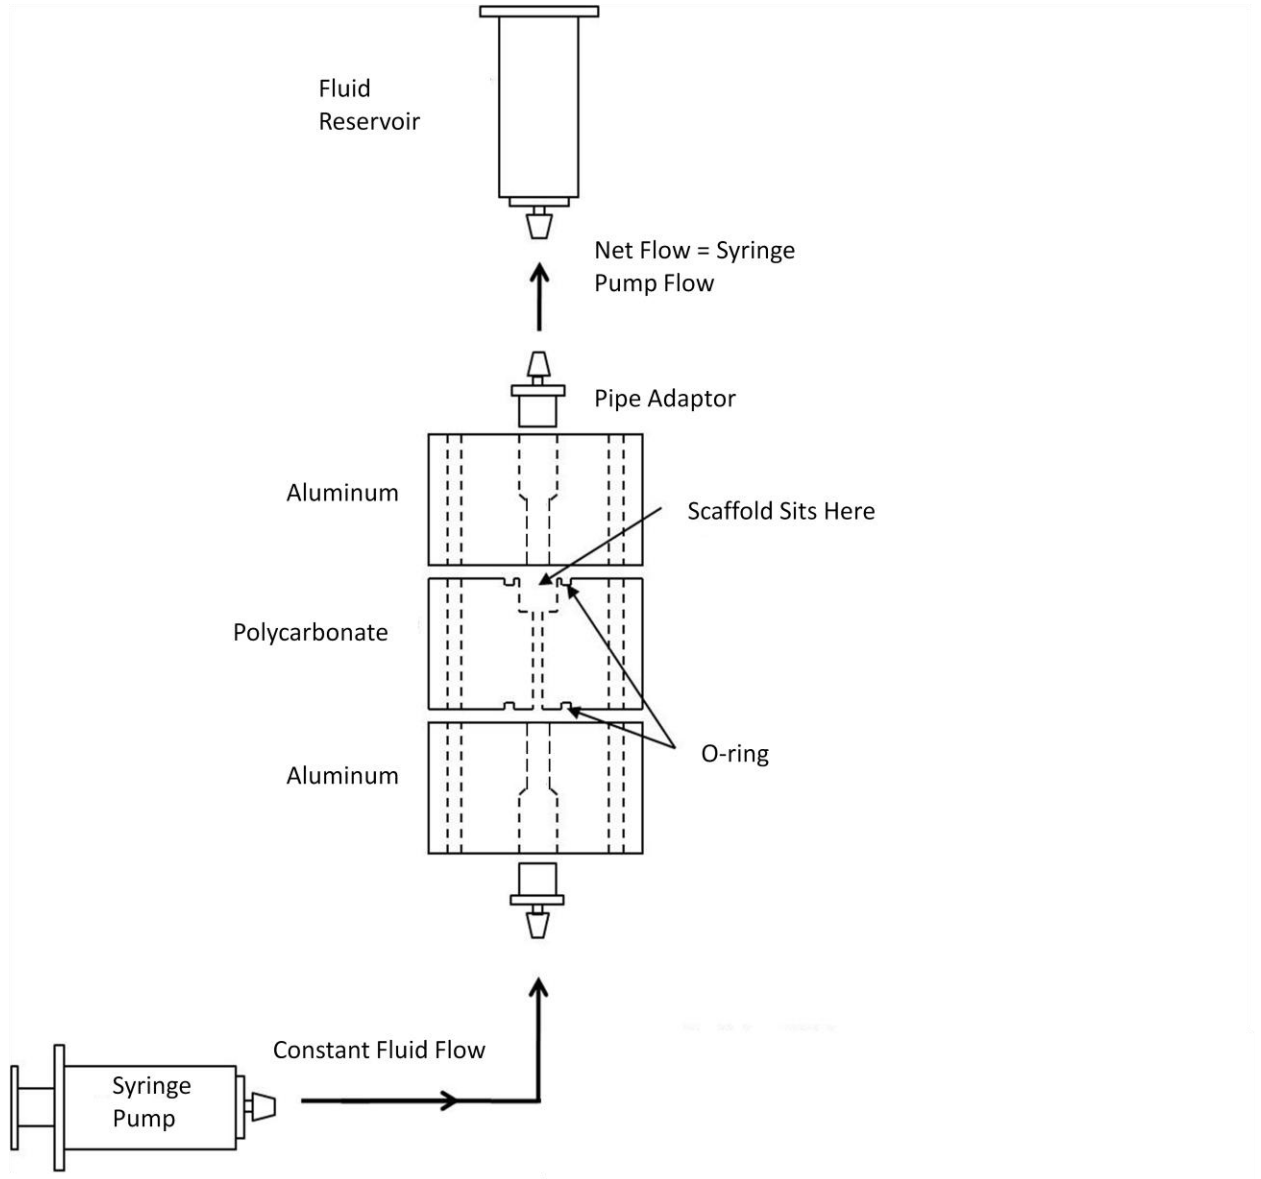 Fluid
Reservoir
Net Flow = Syringe
Pump Flow
Pipe Adaptor
Aluminum
Scaffold Sits Here
Polycarbonate
O-ring
Aluminum
Constant Fluid Flow
Syringe
Pump